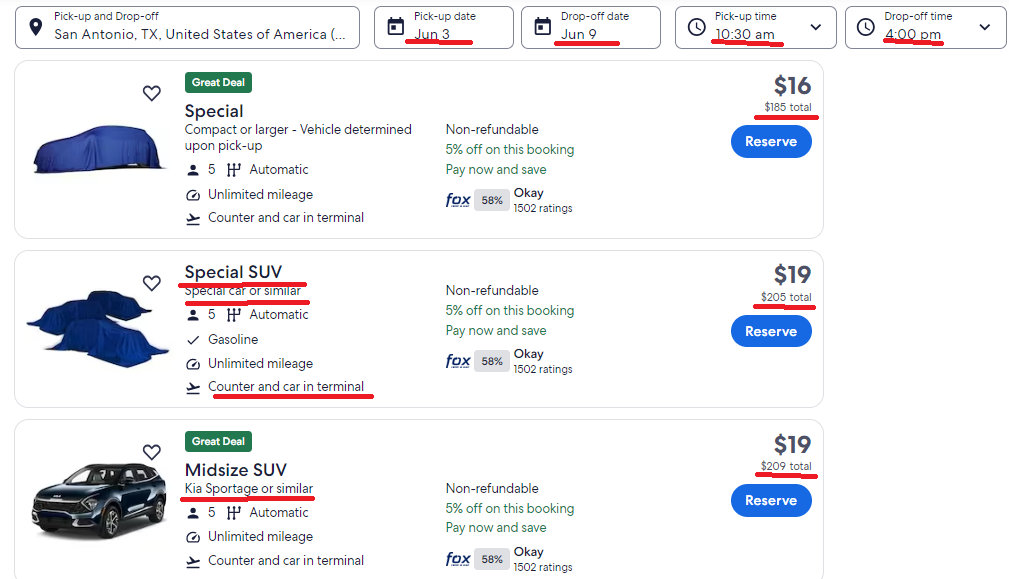 Pick-up and Drop-off
San Antonio, TX, United States of America (...
Pick-up date
Jun 3
Drop-off date
Jun 9
Pick-up time
10:30 am
Drop-off time
4:00 pm
Great Deal
Special
Compact or larger - Vehicle determined
upon pick-up
5 Automatic
Unlimited mileage
Counter and car in terminal
Non-refundable
5% off on this booking
Pay now and save
fox 58% Okay
1502 ratings
$16
$185 total
Reserve
Special SUV
Special car or similar
5 Automatic
Gasoline
Unlimited mileage
Counter and car in terminal
Non-refundable
5% off on this booking
Pay now and save
fox 58% Okay
1502 ratings
$19
$205 total
Reserve
Great Deal
Midsize SUV
Kia Sportage or similar
5 Automatic
Unlimited mileage
Counter and car in terminal
Non-refundable
5% off on this booking
Pay now and save
fox 58% Okay
1502 ratings
$19
$209 total
Reserve